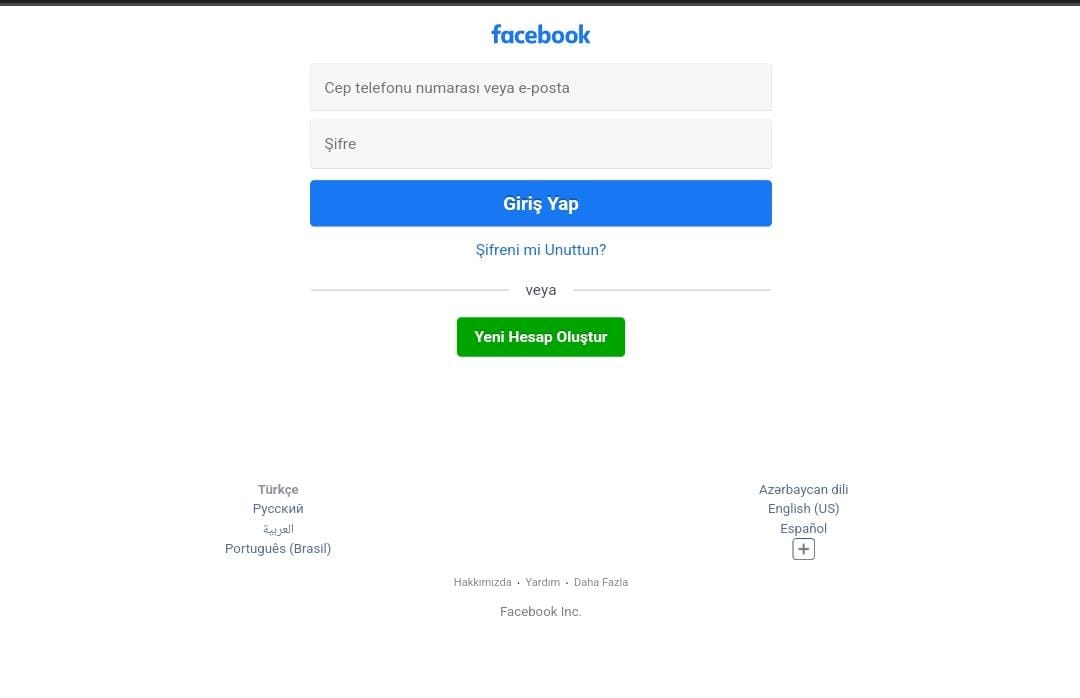 facebook
Cep telefonu numarası veya e-posta
Şifre
Giriş Yap
Şifreni mi Unuttun?
veya
Yeni Hesap Oluştur
Türkçe
Русский
العربية
Português (Brasil)
Azərbaycan dili
English (US)
Español
Hakkımızda · Yardım · Daha Fazla
Facebook Inc.